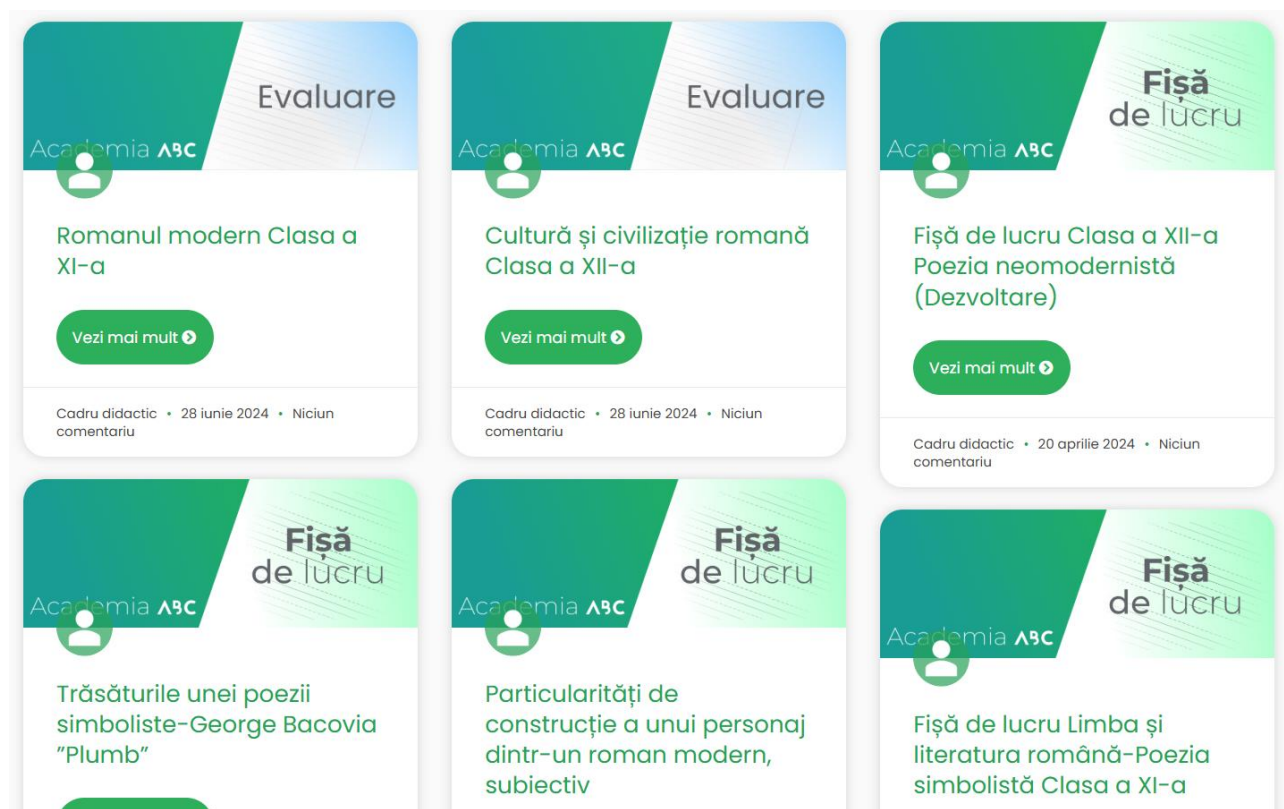 Evaluare
Academia ABC
Romanul modern Clasa a
XI-a
Vezi mai mult
Cadru didactic • 28 iunie 2024 • Niciun
comentariu
Evaluare
Academia ABC
Cultură și civilizație romană
Clasa a XII-a
Vezi mai mult
Cadru didactic • 28 iunie 2024 • Niciun
comentariu
Fișă
de lucru
Academia ABC
Fișă de lucru Clasa a XII-a
Poezia neomodernistă
(Dezvoltare)
Vezi mai mult
Cadru didactic • 20 aprilie 2024 • Niciun
comentariu
Fișă
de lucru
Academia ABC
Trăsăturile unei poezii
simboliste-George Bacovia
”Plumb”
Fișă
de lucru
Academia ABC
Particularități de
construcție a unui personaj
dintr-un roman modern,
subiectiv
Fișă
de lucru
Academia ABC
Fișă de lucru Limba și
literatura română-Poezia
simbolistă Clasa a XI-a